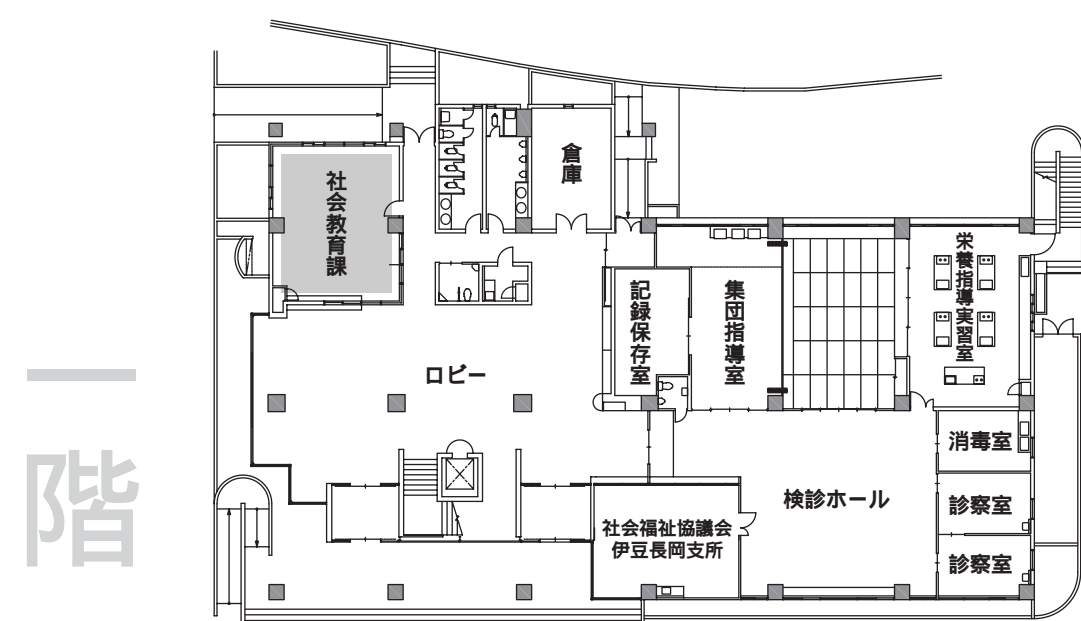 一階
社会教育課
倉庫
記録保存室
集団指導室
栄養指導実習室
ロビー
消毒室
検診ホール
診察室
社会福祉協議会
伊豆長岡支所
診察室